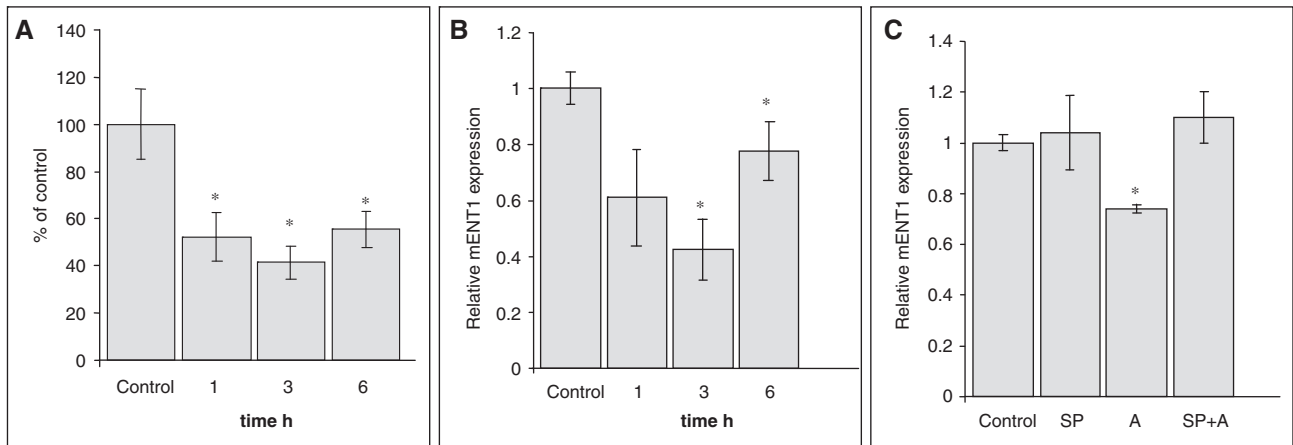 A
140
120
100
80
60
40
20
0
% of control
*
*
*
Control 1 3 6
time h
B
1.2
1
0.8
0.6
0.4
0.2
0
Relative mENT1 expression
*
*
Control 1 3 6
time h
C
1.4
1.2
1
0.8
0.6
0.4
0.2
0
Relative mENT1 expression
*
Control SP A SP+A